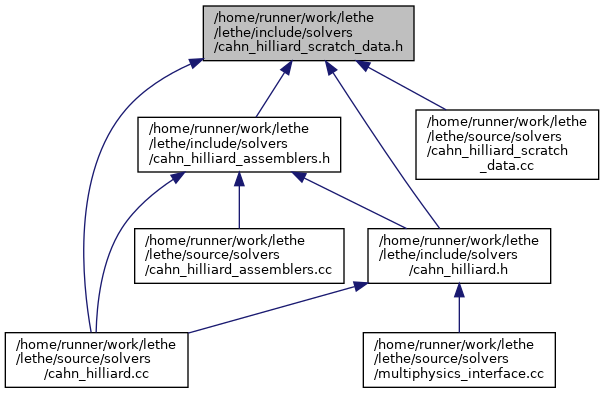 /home/runner/work/lethe
/lethe/include/solvers
/cahn_hilliard_scratch_data.h
/home/runner/work/lethe
/lethe/include/solvers
/cahn_hilliard_assemblers.h
/home/runner/work/lethe
/lethe/source/solvers
/cahn_hilliard_scratch
_data.cc
/home/runner/work/lethe
/lethe/source/solvers
/cahn_hilliard_assemblers.cc
/home/runner/work/lethe
/lethe/include/solvers
/cahn_hilliard.h
/home/runner/work/lethe
/lethe/source/solvers
/cahn_hilliard.cc
/home/runner/work/lethe
/lethe/source/solvers
/multiphysics_interface.cc